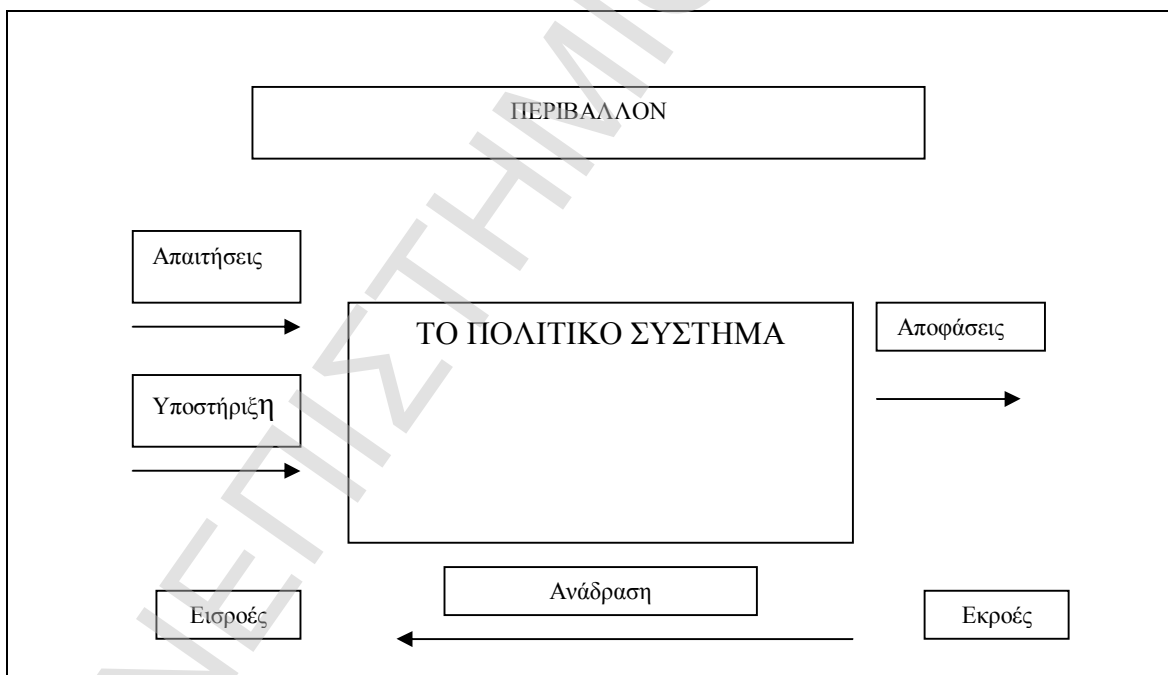 ΠΕΡΙΒΑΛΛΟΝ
Απαιτήσεις
ΤΟ ΠΟΛΙΤΙΚΟ ΣΥΣΤΗΜΑ
Αποφάσεις
Υποστήριξη
Ανάδραση
Εισροές
Εκροές